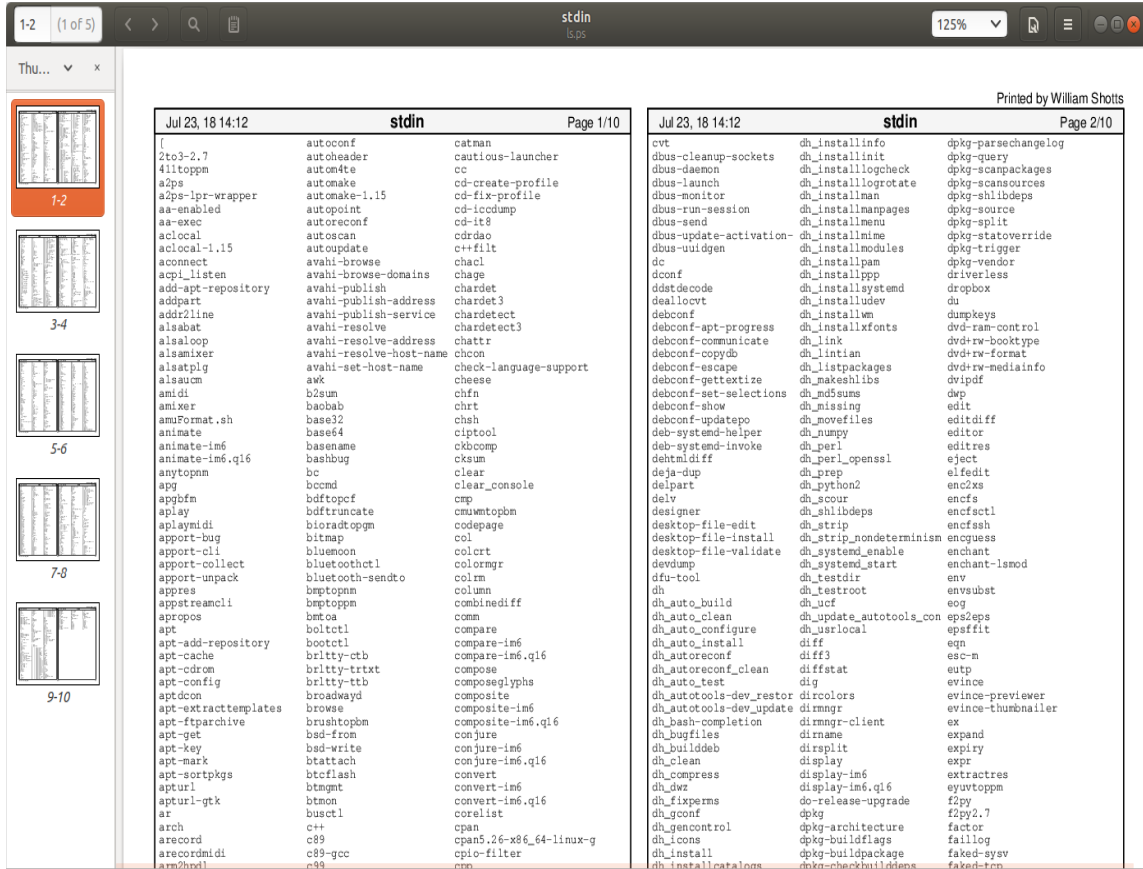 1-2 (1 of 5) stdin 125%
ls.ps
Thu... x
1-2
3-4
5-6
7-8
9-10
Printed by William Shotts
Jul 23, 18 14:12 stdin Page 1/10
[ autoconf catman
2to3-2.7 autoheader cautious-launcher
411toppm autom4te cc
a2ps automake cd-create-profile
a2ps-lpr-wrapper automake-1.15 cd-fix-profile
aa-enabled autopoint cd-iccdump
aa-exec autoreconf cd-it8
aclocal autoscan cdrdao
aclocal-1.15 autoupdate c++filt
aconnect avahi-browse chacl
acpi_listen avahi-browse-domains chage
add-apt-repository avahi-publish chardet
addpart avahi-publish-address chardet3
addr2line avahi-publish-service chardetect
alsabat avahi-resolve chardetect3
alsaloop avahi-resolve-address chattr
alsamixer avahi-resolve-host-name chcon
alsatplg avahi-set-host-name check-language-support
alsaucm awk cheese
amidi b2sum chfn
amixer baobab chrt
amuFormat.sh base32 chsh
animate base64 ciptool
animate-im6 basename ckbcomp
animate-im6.q16 bashbug cksum
anytopnm bc clear
apg bccmd clear_console
apgbfm bdftopcf cmp
aplay bdftruncate cmuwmtopbm
aplaymidi bioradtopgm codepage
apport-bug bitmap col
apport-cli bluemoon colcrt
apport-collect bluetoothctl colormgr
apport-unpack bluetooth-sendto colrm
appres bmptopnm column
appstreamcli bmptoppm combinediff
apropos bmtoa comm
apt boltctl compare
apt-add-repository bootctl compare-im6
apt-cache brltty-ctb compare-im6.q16
apt-cdrom brltty-trtxt compose
apt-config brltty-ttb composeglyphs
aptdcon broadwayd composite
apt-extracttemplates browse composite-im6
apt-ftparchive brushtopbm composite-im6.q16
apt-get bsd-from conjure
apt-key bsd-write conjure-im6
apt-mark btattach conjure-im6.q16
apt-sortpkgs btcflash convert
apturl btmgmt convert-im6
apturl-gtk btmon convert-im6.q16
ar busctl corelist
arch c++ cpan
arecord c89 cpan5.26-x86_64-linux-g
arecordmidi c89-gcc cpio-filter
arm2hpdl c99 cpp
Jul 23, 18 14:12 stdin Page 2/10
cvt dh_installinfo dpkg-parsechangelog
dbus-cleanup-sockets dh_installinit dpkg-query
dbus-daemon dh_installlogcheck dpkg-scanpackages
dbus-launch dh_installlogrotate dpkg-scansources
dbus-monitor dh_installman dpkg-shlibdeps
dbus-run-session dh_installmanpages dpkg-source
dbus-send dh_installmenu dpkg-split
dbus-update-activation- dh_installmime dpkg-statoverride
dbus-uuidgen dh_installmodules dpkg-trigger
dc dh_installpam dpkg-vendor
dconf dh_installppp driverless
ddstdecode dh_installsystemd dropbox
deallocvt dh_installudev du
debconf dh_installwm dumpkeys
debconf-apt-progress dh_installxfonts dvd-ram-control
debconf-communicate dh_link dvd+rw-booktype
debconf-copydb dh_lintian dvd+rw-format
debconf-escape dh_listpackages dvd+rw-mediainfo
debconf-gettextize dh_makeshlibs dvipdf
debconf-set-selections dh_md5sums dwp
debconf-show dh_missing edit
debconf-updatepo dh_movefiles editdiff
deb-systemd-helper dh_numpy editor
deb-systemd-invoke dh_perl editres
dehtmldiff dh_perl_openssl eject
deja-dup dh_prep elfedit
delpart dh_python2 enc2xs
delv dh_scour encfs
designer dh_shlibdeps encfsctl
desktop-file-edit dh_strip encfssh
desktop-file-install dh_strip_nondeterminism encguess
desktop-file-validate dh_systemd_enable enchant
devdump dh_systemd_start enchant-lsmod
dfu-tool dh_testdir env
dh dh_testroot envsubst
dh_auto_build dh_ucf eog
dh_auto_clean dh_update_autotools_con eps2eps
dh_auto_configure dh_usrlocal epsffit
dh_auto_install diff eqn
dh_autoreconf diff3 esc-m
dh_autoreconf_clean diffstat eutp
dh_auto_test dig evince
dh_autotools-dev_restor dircolors evince-previewer
dh_autotools-dev_update dirmngr evince-thumbnailer
dh_bash-completion dirmngr-client ex
dh_bugfiles dirname expand
dh_builddeb dirsplit expiry
dh_clean display expr
dh_compress display-im6 extractres
dh_dwz display-im6.q16 eyuvtoppm
dh_fixperms do-release-upgrade f2py
dh_gconf dpkg f2py2.7
dh_gencontrol dpkg-architecture factor
dh_icons dpkg-buildflags faillog
dh_install dpkg-buildpackage faked-sysv
dh_installcatalogs dpkg-checkbuilddeps faked-tcp